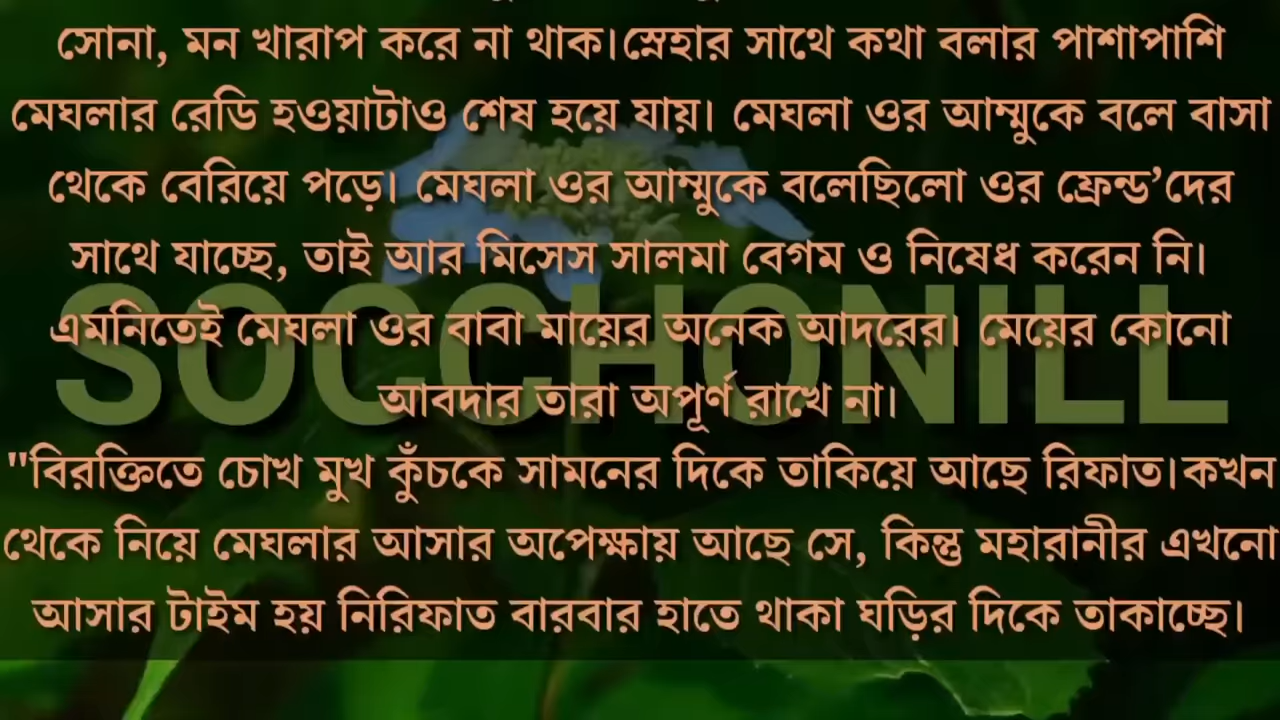 সোনা, মন খারাপ করে না থাক।স্নেহার সাথে কথা বলার পাশাপাশি
মেঘলার রেডি হওয়াটাও শেষ হয়ে যায়। মেঘলা ওর আম্মুকে বলে বাসা
থেকে বেরিয়ে পড়ে। মেঘলা ওর আম্মুকে বলেছিলো ওর ফ্রেন্ড’দের
সাথে যাচ্ছে, তাই আর মিসেস সালমা বেগম ও নিষেধ করেন নি।
এমনিতেই মেঘলা ওর বাবা মায়ের অনেক আদরের। মেয়ের কোনো
SOCCHONILL
আবদার তারা অপূর্ণ রাখে না।
"বিরক্তিতে চোখ মুখ কুঁচকে সামনের দিকে তাকিয়ে আছে রিফাত।কখন
থেকে নিয়ে মেঘলার আসার অপেক্ষায় আছে সে, কিন্তু মহারানীর এখনো
আসার টাইম হয় নিরিফাত বারবার হাতে থাকা ঘড়ির দিকে তাকাচ্ছে।